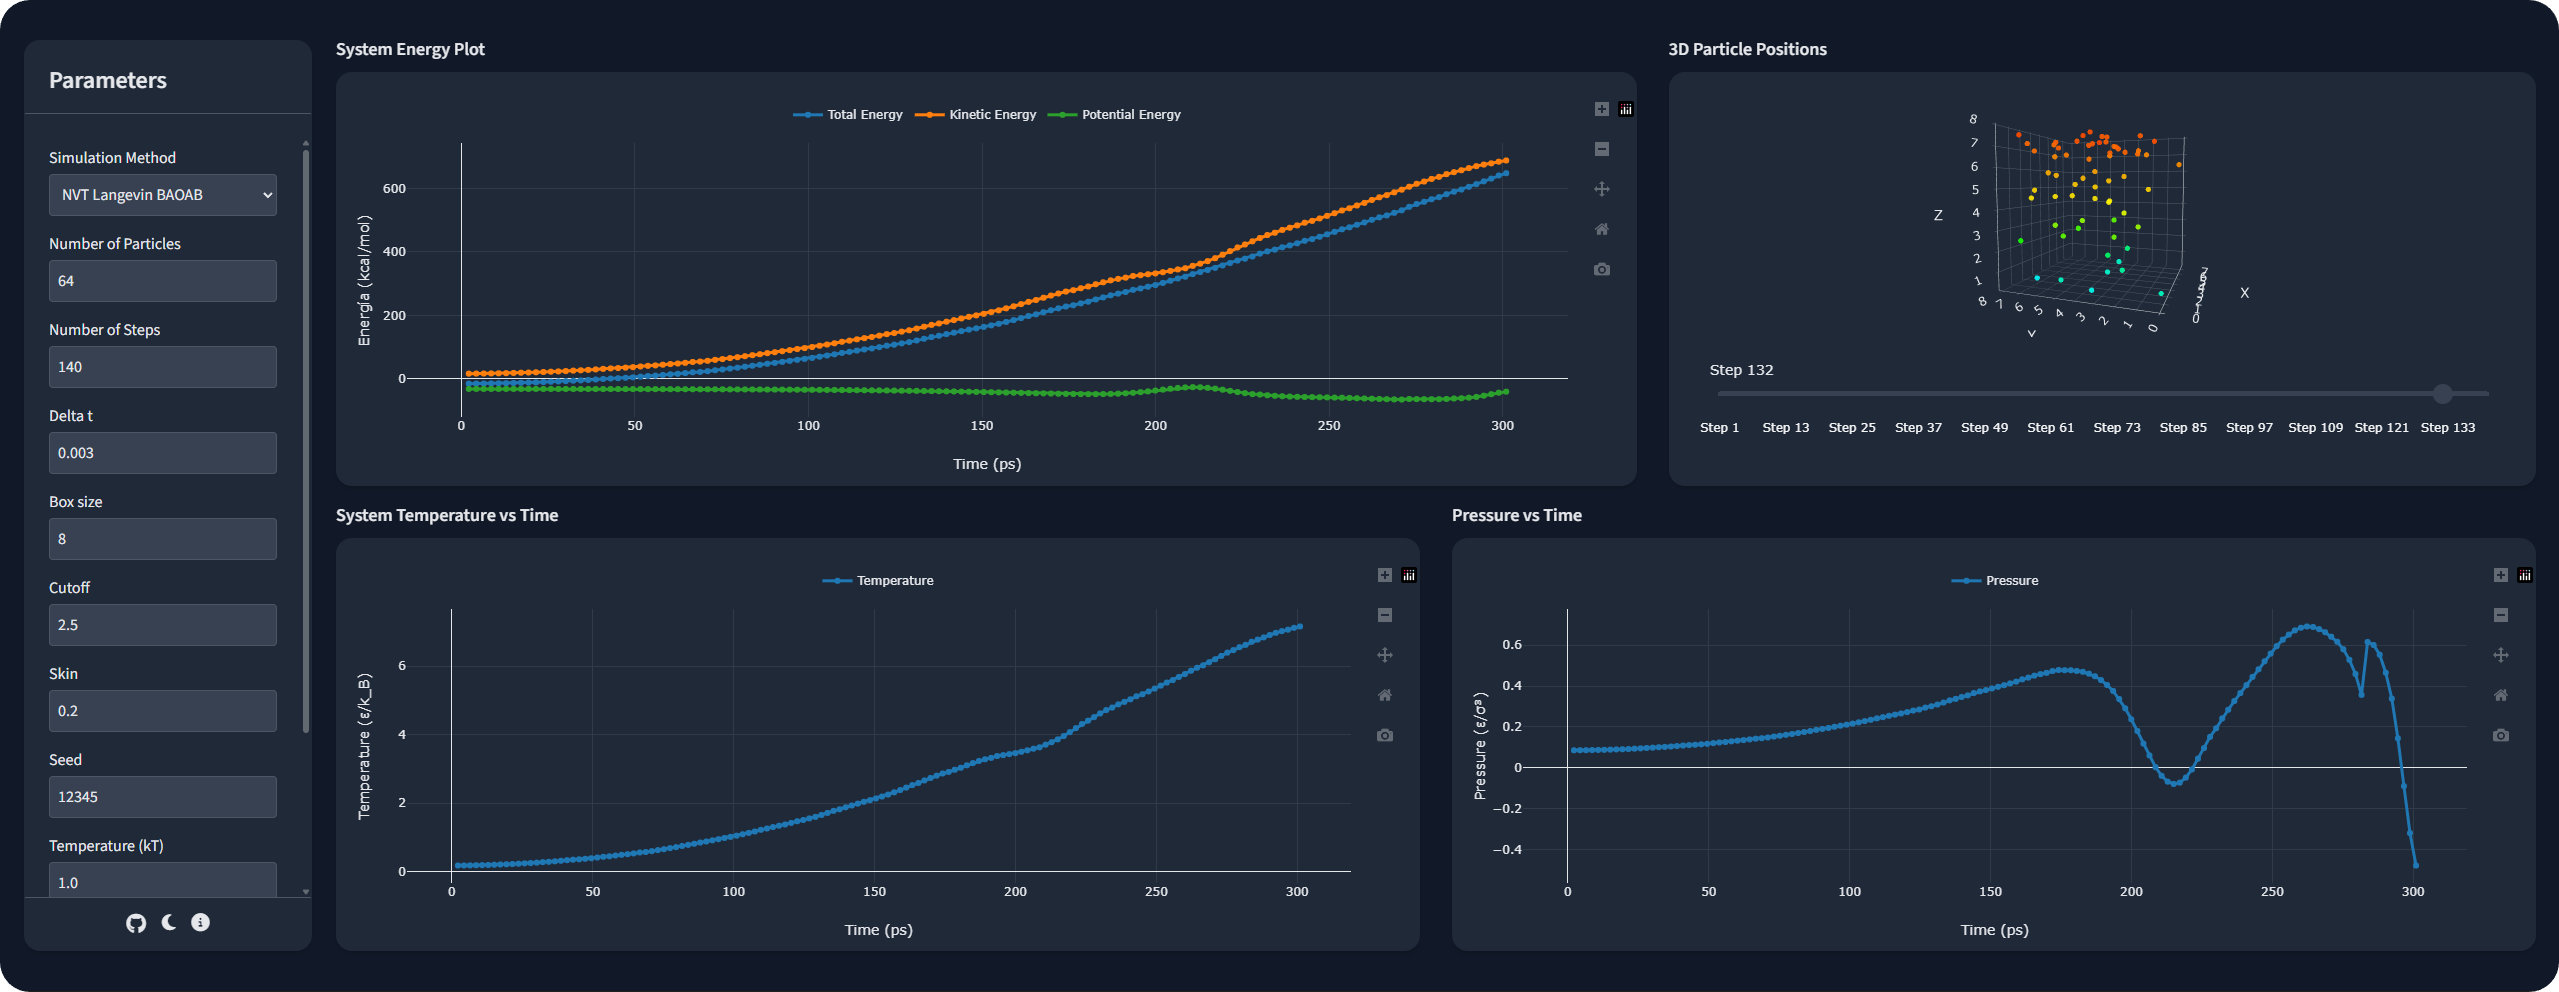 Parameters
Simulation Method
NVT Langevin BAOAB
Number of Particles
64
Number of Steps
140
Delta t
0.003
Box size
8
Cutoff
2.5
Skin
0.2
Seed
12345
Temperature (kT)
1.0
System Energy Plot
Total Energy Kinetic Energy Potential Energy
Energía (kcal/mol)
600
400
200
0
0 50 100 150 200 250 300
Time (ps)
3D Particle Positions
8
7
6
5
4
3
2
1
Z
8 7 6 5 4 3 2 1 0
Y
0
X
Step 132
Step 1 Step 13 Step 25 Step 37 Step 49 Step 61 Step 73 Step 85 Step 97 Step 109 Step 121 Step 133
System Temperature vs Time
Temperature
Temperature (ε/k_B)
6
4
2
0
0 50 100 150 200 250 300
Time (ps)
Pressure vs Time
Pressure
Pressure (ε/σ³)
0.6
0.4
0.2
0
−0.2
−0.4
0 50 100 150 200 250 300
Time (ps)